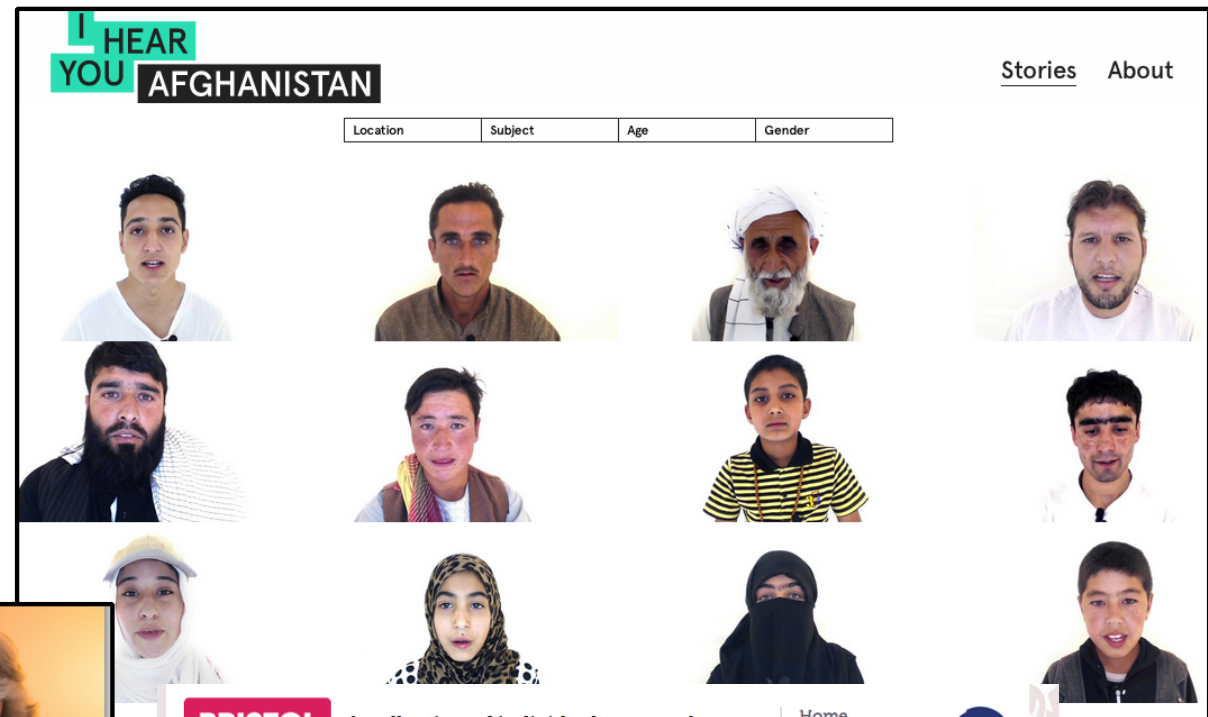 I
HEAR
YOU
AFGHANISTAN
Stories About
Location Subject Age Gender
Home